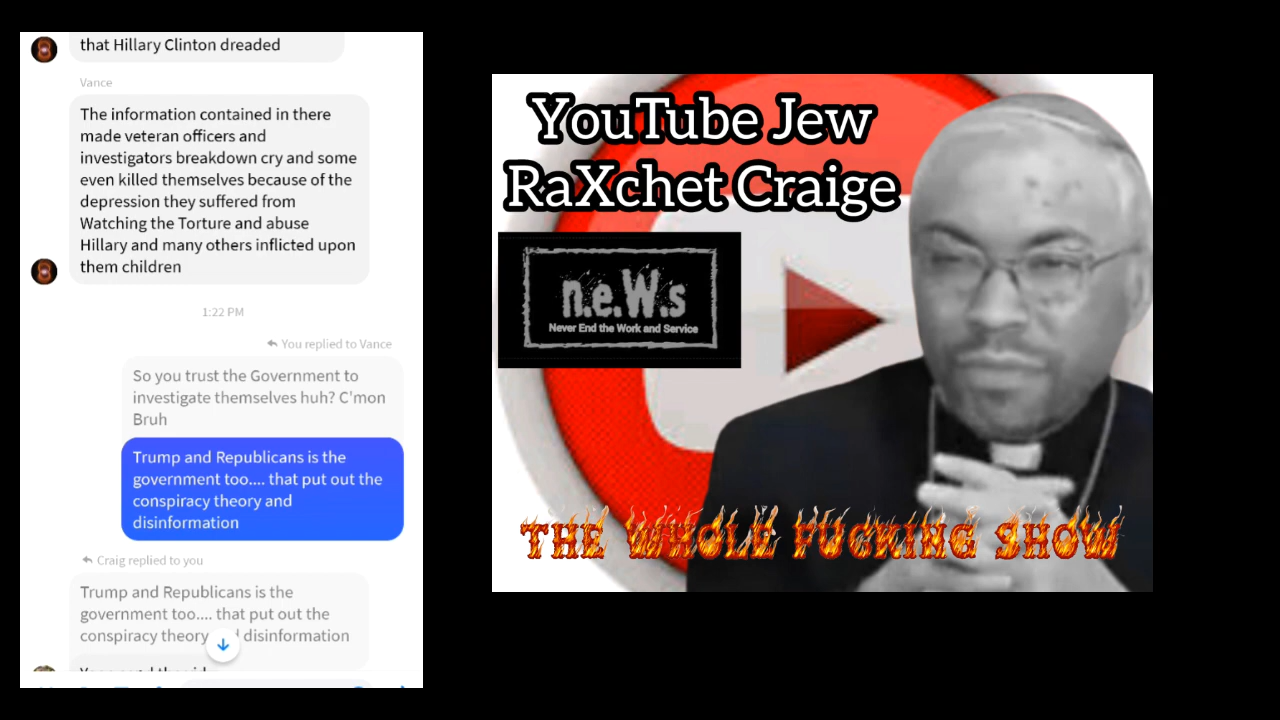 that Hillary Clinton dreaded
Vance
The information contained in there
made veteran officers and
investigators breakdown cry and some
even killed themselves because of the
depression they suffered from
Watching the Torture and abuse
Hillary and many others inflicted upon
them children
1:22 PM
You replied to Vance
So you trust the Government to
investigate themselves huh? C'mon
Bruh
Trump and Republicans is the
government too.... that put out the
conspiracy theory and
disinformation
Craig replied to you
Trump and Republicans is the
government too.... that put out the
conspiracy theory disinformation
YouTube Jew
RaXchet Craige
n.e.W.s
Never End the Work and Service
THE WHOLE FUCKING SHOW